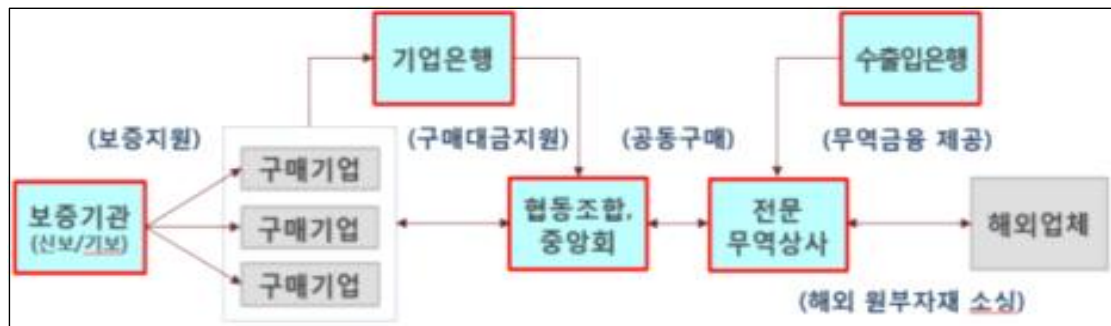 기업은행
수출입은행
(보증지원)
(구매대금지원)
(공동구매)
(무역금융 제공)
구매기업
보증기관
(신보/기보)
구매기업
협동조합,
중앙회
전문
무역상사
해외업체
구매기업
(해외 원부자재 소싱)